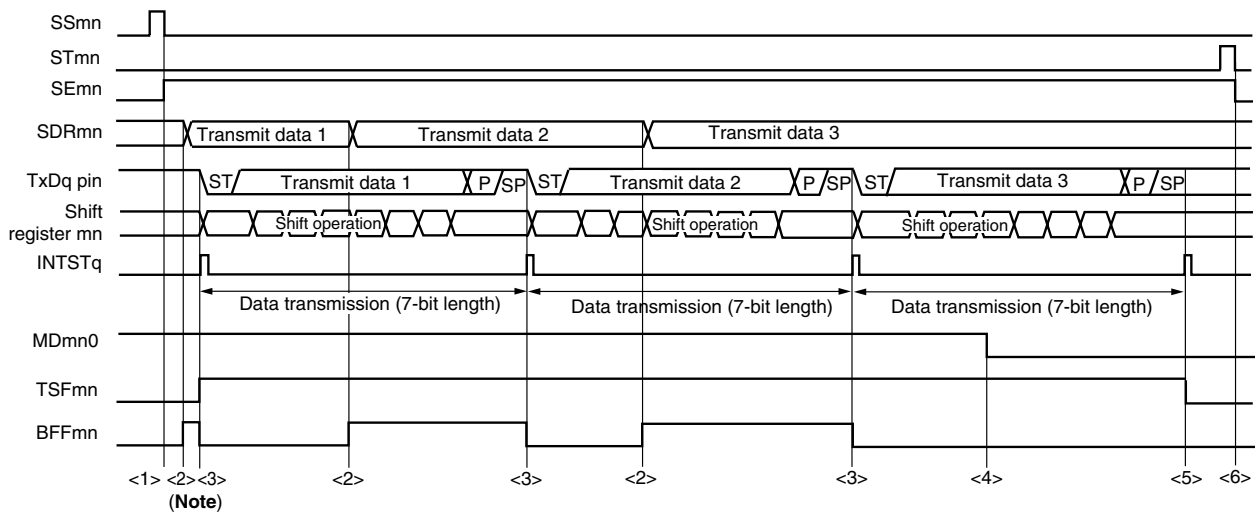 SSmn
STmn
SEmn
SDRmn Transmit data 1 Transmit data 2 Transmit data 3
TxDq pin ST Transmit data 1 P SP ST Transmit data 2 P SP ST Transmit data 3 P SP
Shift
register mn Shift operation Shift operation Shift operation
INTSTq
Data transmission (7-bit length) Data transmission (7-bit length) Data transmission (7-bit length)
MDmn0
TSFmn
BFFmn
<1> <2> <3> <2> <3> <2> <3> <4> <5> <6>
(Note)